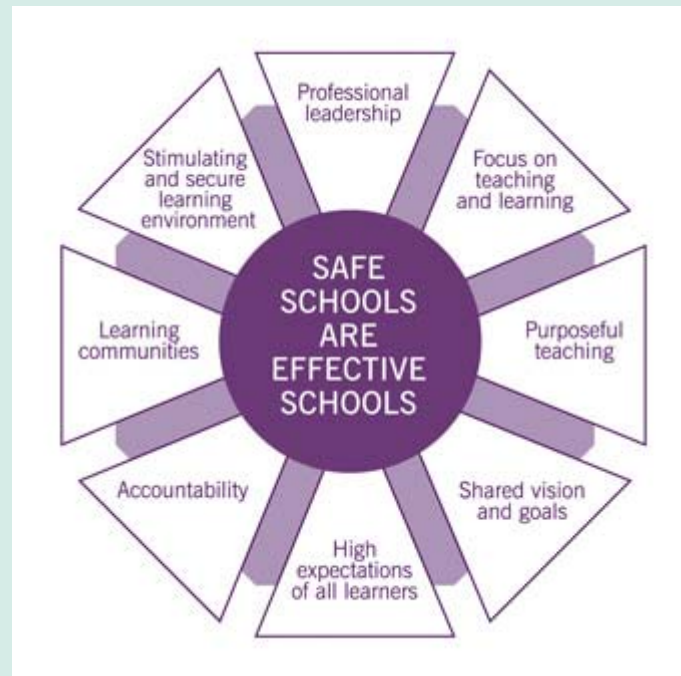 Professional
leadership
Focus on
teaching
and learning
Purposeful
teaching
Shared vision
and goals
High
expectations
of all learners
Accountability
Learning
communities
Stimulating
and secure
learning
environment
SAFE
SCHOOLS
ARE
EFFECTIVE
SCHOOLS